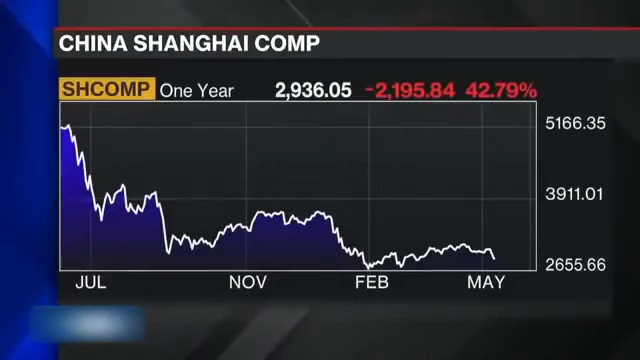 CHINA SHANGHAI COMP
SHCOMP One Year 2,936.05 -2,195.84 42.79%
5166.35
3911.01
2655.66
JUL NOV FEB MAY